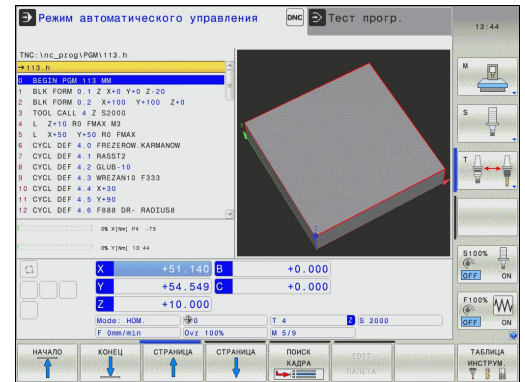 Режим автоматического управления
DNC
Тест прогр.
13:44
TNC:\nc_prog\PGM\113.h
→113.h
0 BEGIN PGM 113 MM
1 BLK FORM 0.1 Z X+0 Y+0 Z-20
2 BLK FORM 0.2 X+100 Y+100 Z+0
3 TOOL CALL 4 Z S2000
4 L Z+10 R0 FMAX M3
5 L X+50 Y+50 R0 FMAX
6 CYCL DEF 4.0 FREZEROW.KARMANOW
7 CYCL DEF 4.1 RASST2
8 CYCL DEF 4.2 GLUB-10
9 CYCL DEF 4.3 WREZAN10 F333
10 CYCL DEF 4.4 X+30
11 CYCL DEF 4.5 Y+90
12 CYCL DEF 4.6 F888 DR- RADIUS8
0% X[Nm] P4 -T5
0% Y[Nm] 13:44
X +51.140 B +0.000
Y +54.549 C +0.000
Z +10.000
Mode: НОМ. 0 T 4 Z S 2000
F 0mm/min Ovr 100% M 5/9
M
S
T
S100%
OFF ON
F100%
OFF ON
НАЧАЛО
КОНЕЦ
СТРАНИЦА
СТРАНИЦА
ПОИСК КАДРА
EDIT ПАЛЕТА
ТАБЛИЦА ИНСТРУМ.